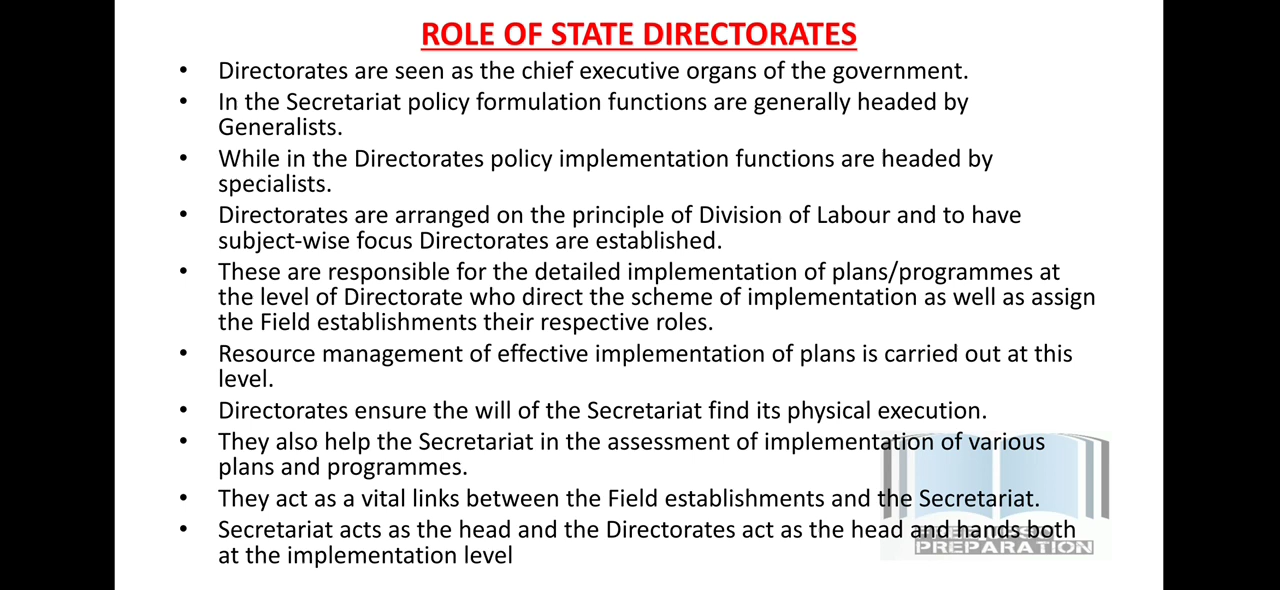 ROLE OF STATE DIRECTORATES
• Directorates are seen as the chief executive organs of the government.
• In the Secretariat policy formulation functions are generally headed by
Generalists.
• While in the Directorates policy implementation functions are headed by
specialists.
• Directorates are arranged on the principle of Division of Labour and to have
subject-wise focus Directorates are established.
• These are responsible for the detailed implementation of plans/programmes at
the level of Directorate who direct the scheme of implementation as well as assign
the Field establishments their respective roles.
• Resource management of effective implementation of plans is carried out at this
level.
• Directorates ensure the will of the Secretariat find its physical execution.
• They also help the Secretariat in the assessment of implementation of various
plans and programmes.
• They act as a vital links between the Field establishments and the Secretariat.
• Secretariat acts as the head and the Directorates act as the head and hands both
at the implementation level
PREPARATION